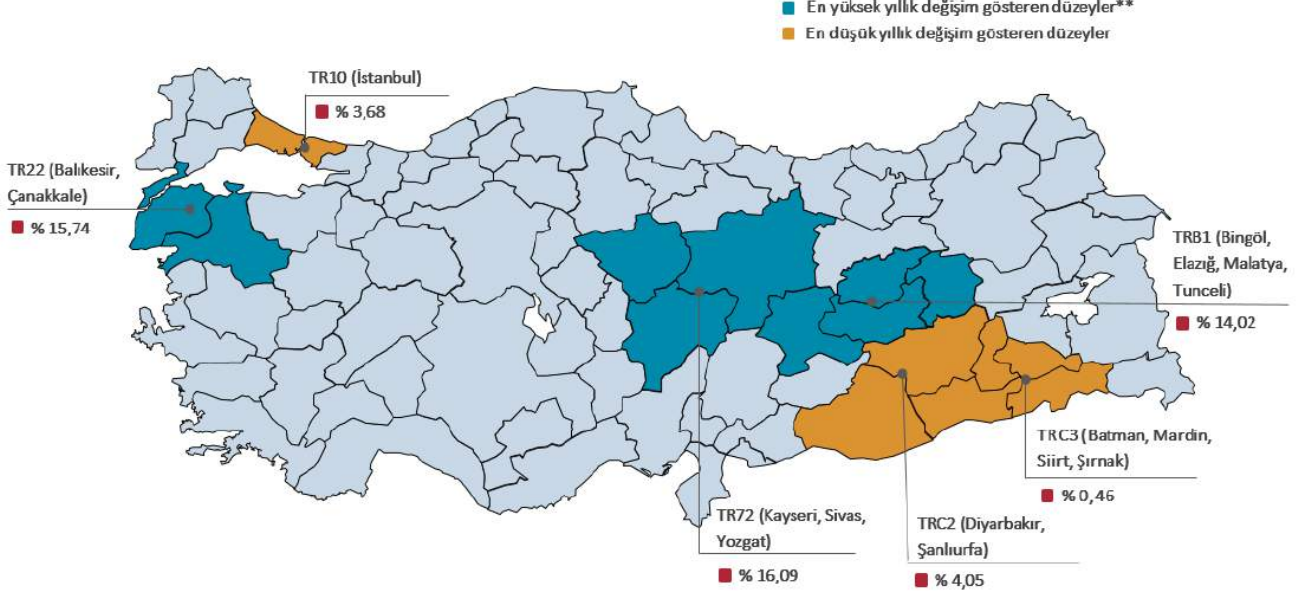 En yüksek yıllık değişim gösteren düzeyler**
En düşük yıllık değişim gösteren düzeyler
TR10 (İstanbul)
% 3,68
TR22 (Balıkesir,
Çanakkale)
% 15,74
TRB1 (Bingöl,
Elazığ, Malatya,
Tunceli)
% 14,02
TRC3 (Batman, Mardin,
Siirt, Şırnak)
% 0,46
TR72 (Kayseri, Sivas,
Yozgat)
% 16,09
TRC2 (Diyarbakır,
Şanlıurfa)
% 4,05